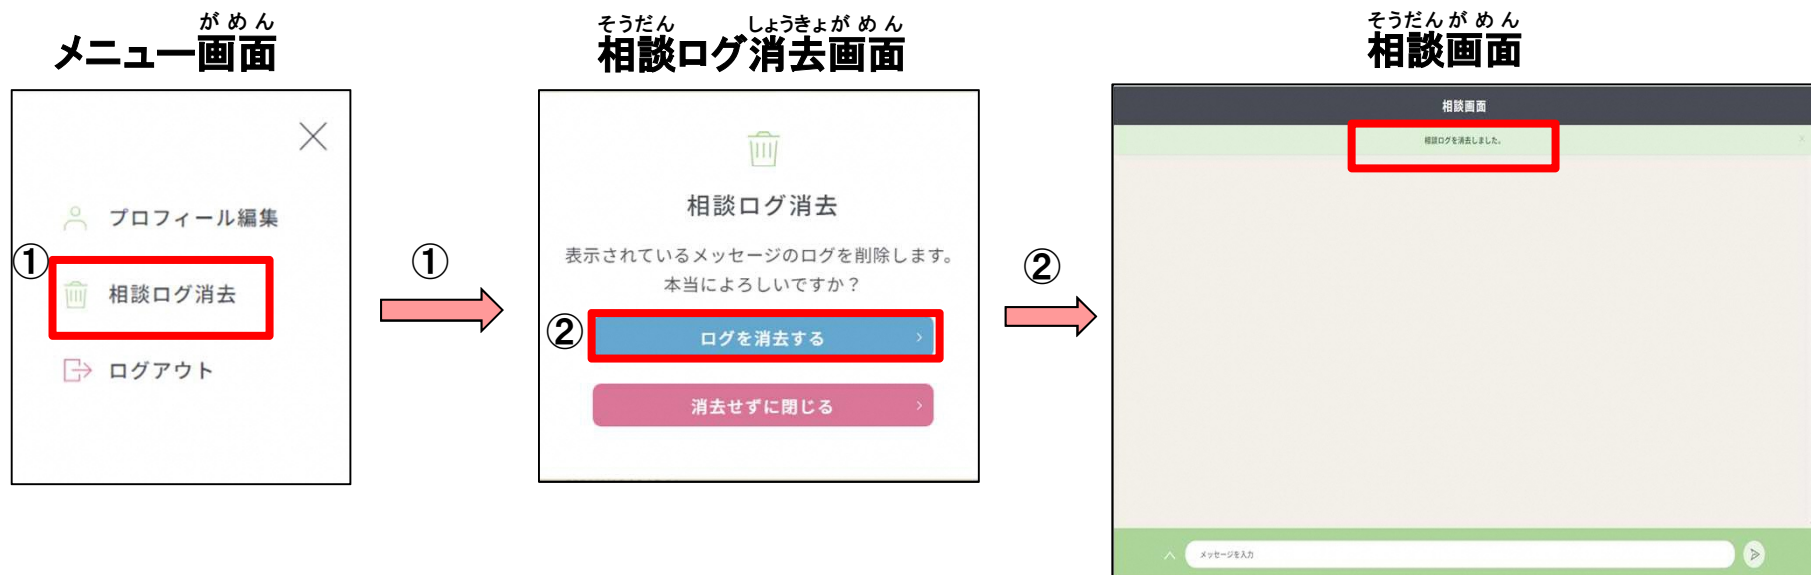 がめん
メニュー画面
①
プロフィール編集
相談ログ消去
ログアウト
①
そうだん しょうきょがめん
相談ログ消去画面
相談ログ消去
表示されているメッセージのログを削除します。
本当によろしいですか？
②
ログを消去する
消去せずに閉じる
②
そうだんがめん
相談画面
相談画面
相談ログを消去しました。
メッセージを入力